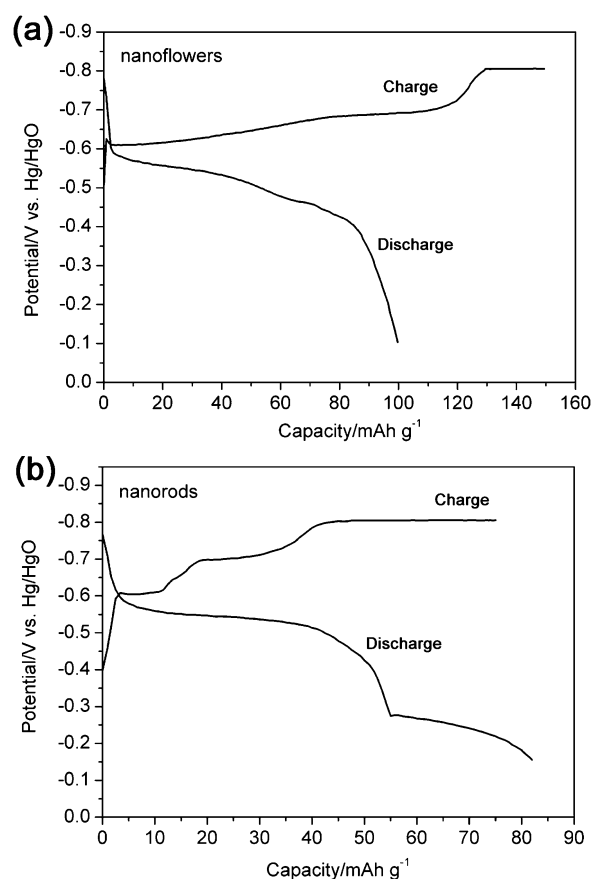 (a)
nanoflowers
Charge
Discharge
Potential/V vs. Hg/HgO
-0.9
-0.8
-0.7
-0.6
-0.5
-0.4
-0.3
-0.2
-0.1
0.0
0 20 40 60 80 100 120 140 160
Capacity/mAh g-1
(b)
nanorods
Charge
Discharge
Potential/V vs. Hg/HgO
-0.9
-0.8
-0.7
-0.6
-0.5
-0.4
-0.3
-0.2
-0.1
0.0
0 10 20 30 40 50 60 70 80 90
Capacity/mAh g-1